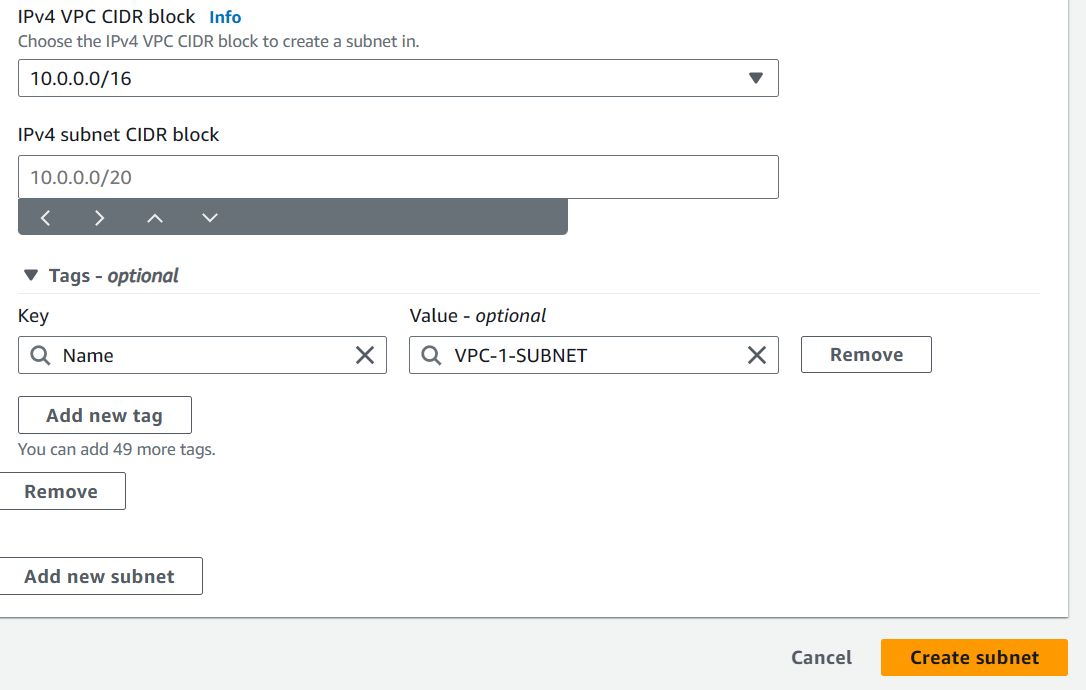 IPv4 VPC CIDR block Info
Choose the IPv4 VPC CIDR block to create a subnet in.
10.0.0.0/16
IPv4 subnet CIDR block
10.0.0.0/20
Tags - optional
Key Value - optional
Name VPC-1-SUBNET Remove
Add new tag
You can add 49 more tags.
Remove
Add new subnet
Cancel Create subnet